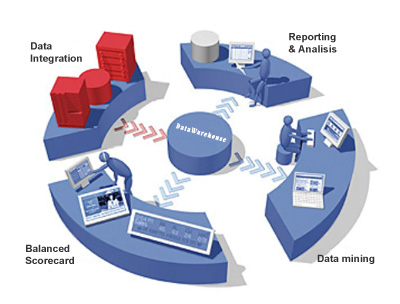 Data
Integration
Reporting
& Analisis
DataWarehouse
Balanced
Scorecard
Data mining